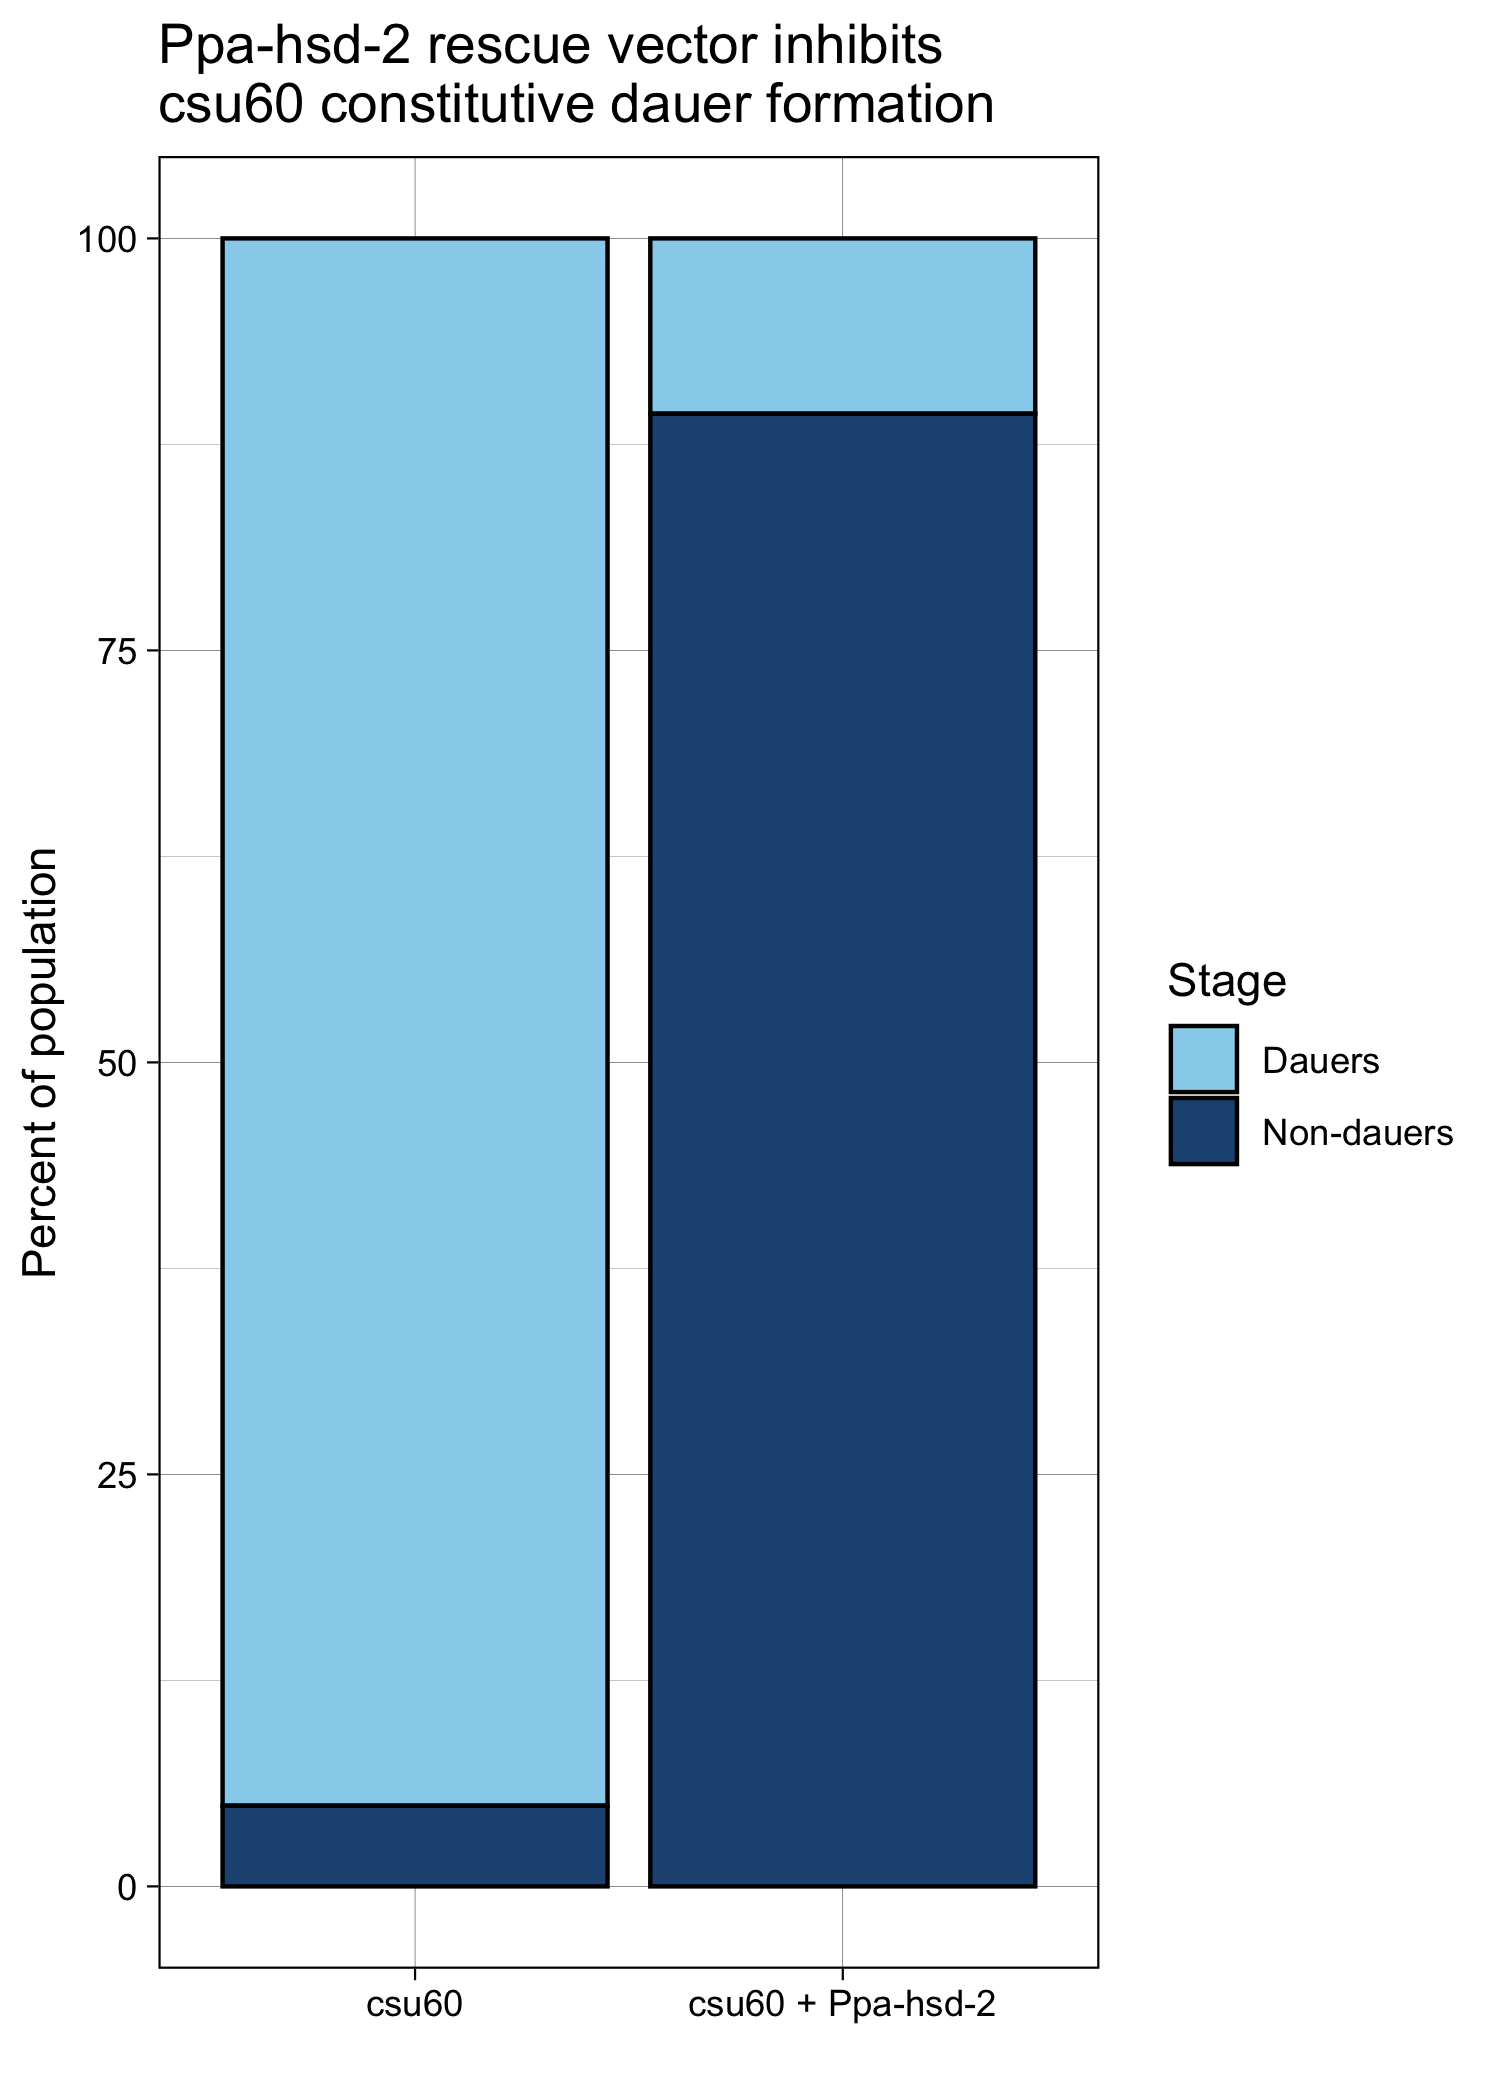 Ppa-hsd-2 rescue vector inhibits
csu60 constitutive dauer formation
Percent of population
100
75
50
25
0
csu60
csu60 + Ppa-hsd-2
Stage
Dauers
Non-dauers